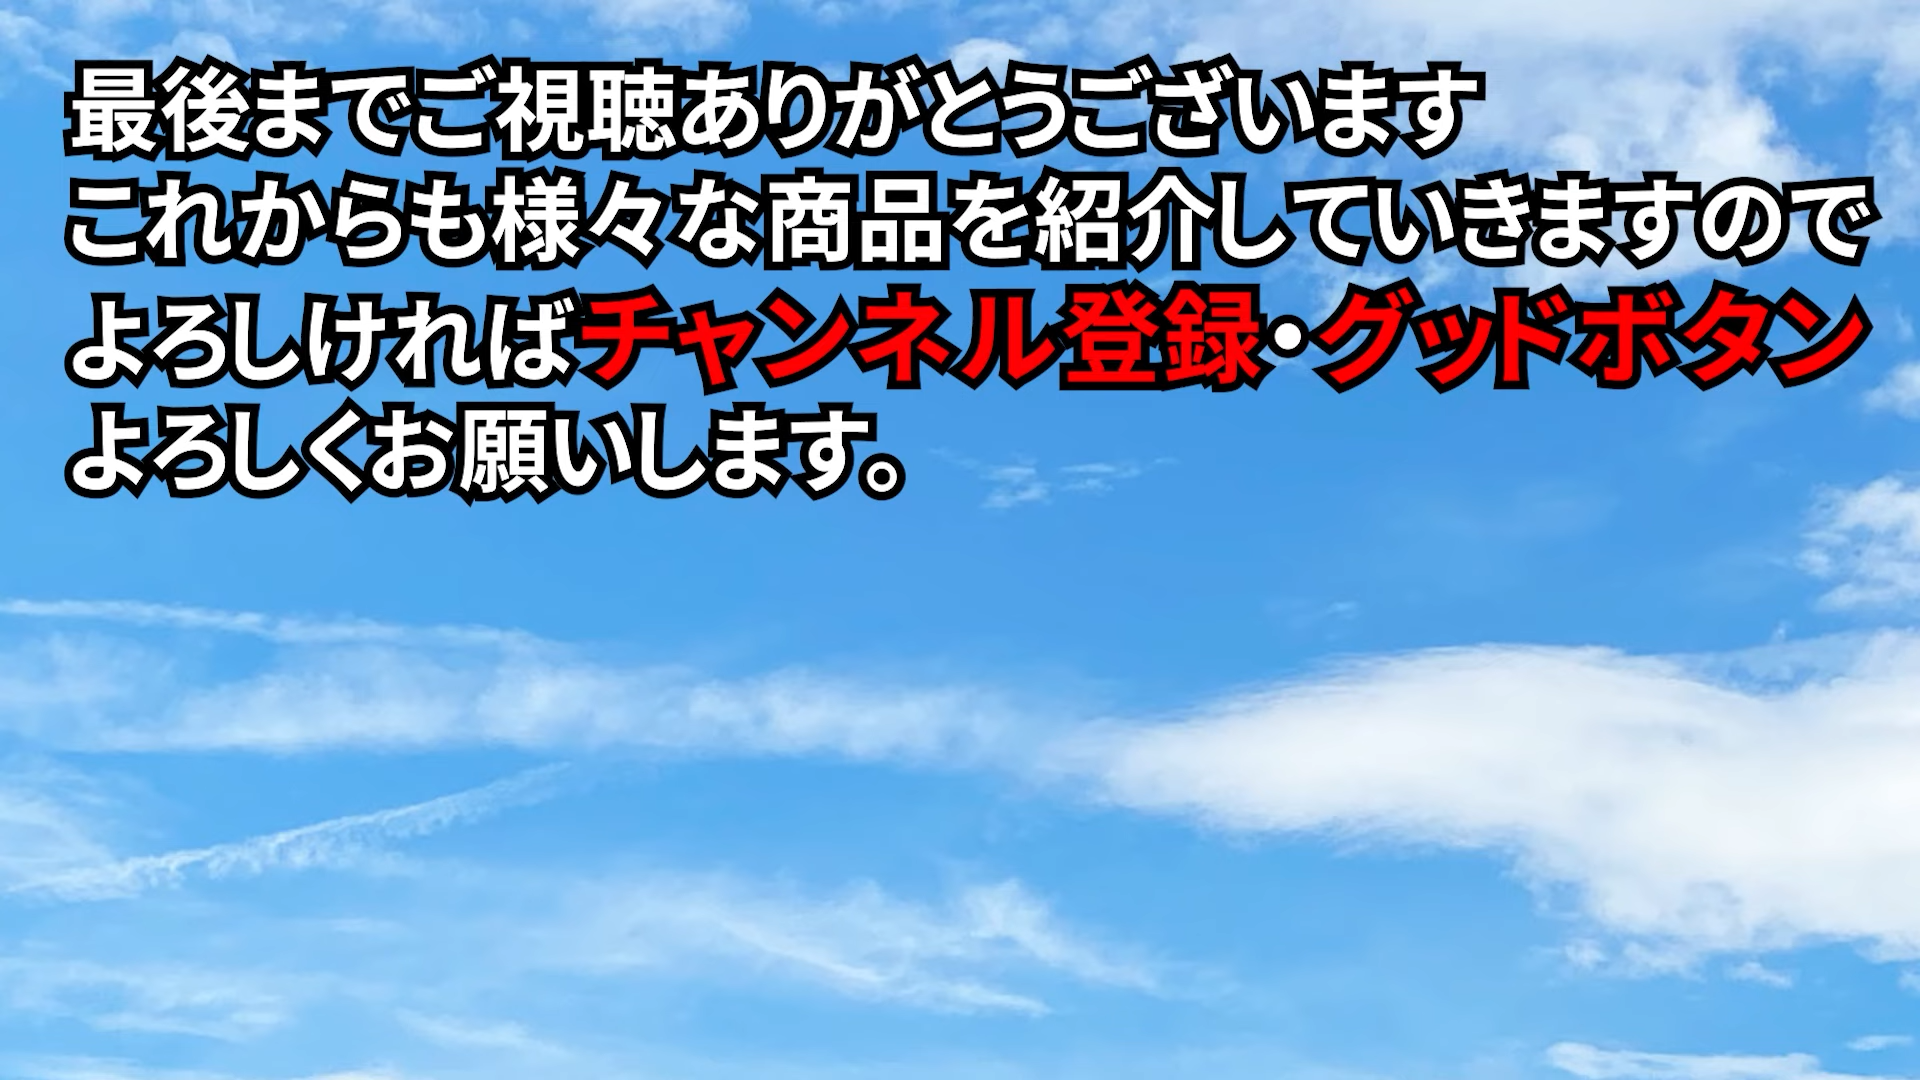 最後までご視聴ありがとうございます
これからも様々な商品を紹介していきますので
よろしければチャンネル登録・グッドボタン
よろしくお願いします。